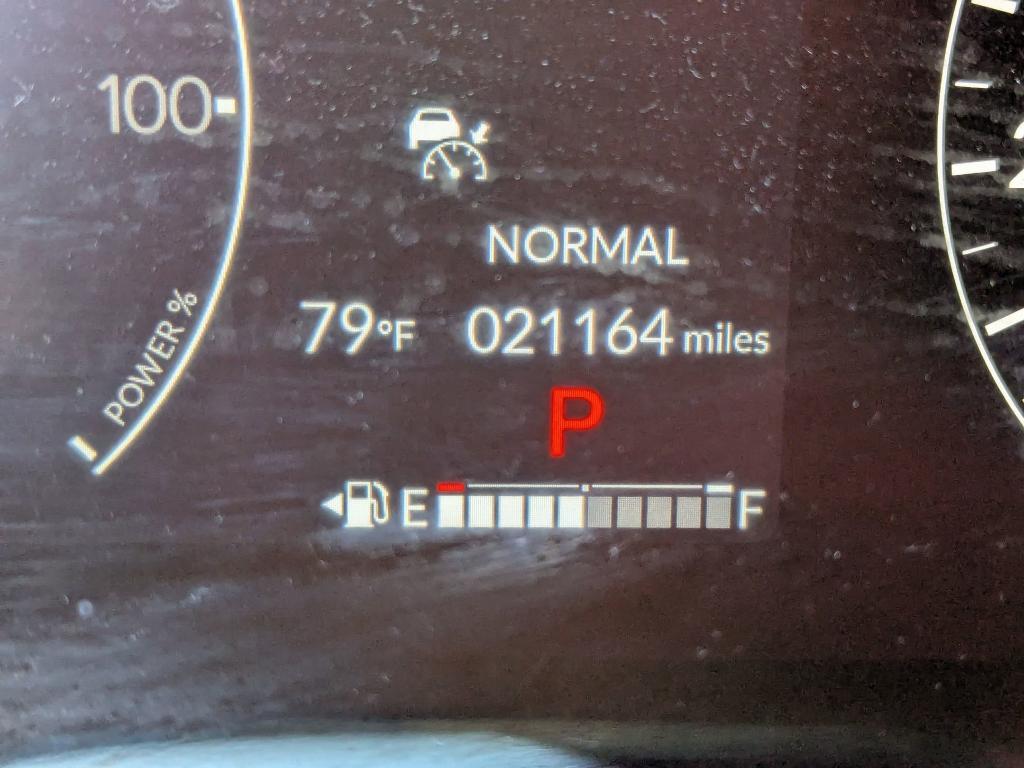 100
NORMAL
POWER %
79°F 021164 miles
P
E F